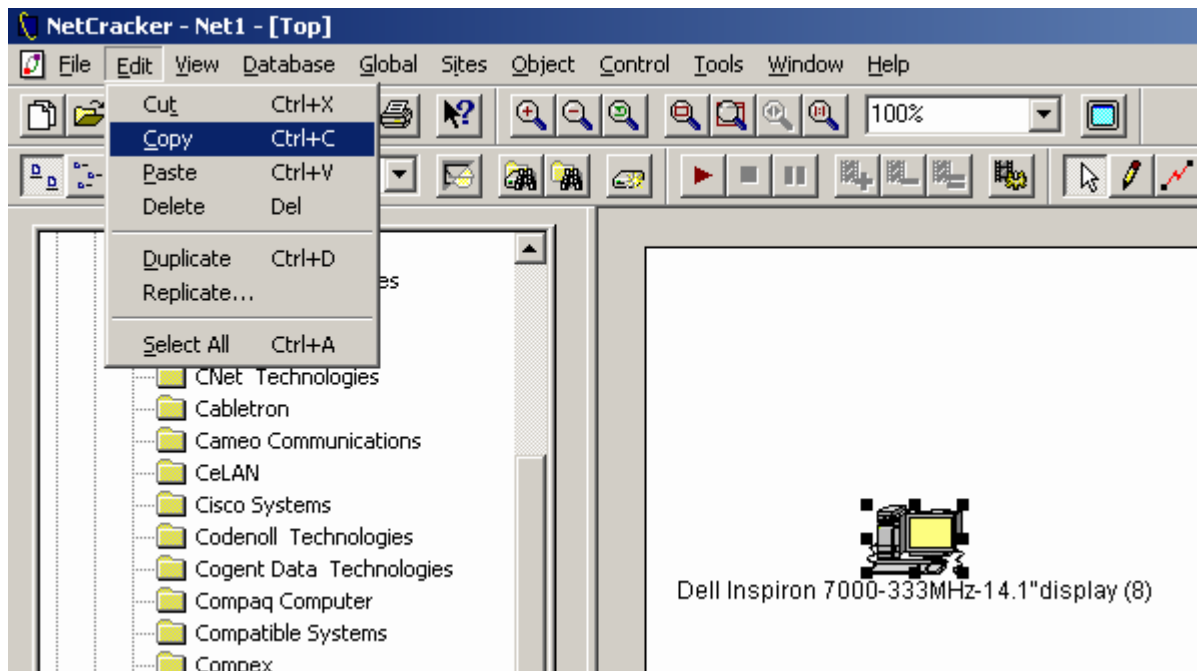 NetCracker - Net1 - [Top]
File Edit View Database Global Sites Object Control Tools Window Help
100%
Cut Ctrl+X
Copy Ctrl+C
Paste Ctrl+V
Delete Del
Duplicate Ctrl+D
Replicate...
Select All Ctrl+A
CNet Technologies
Cabletron
Cameo Communications
CeLAN
Cisco Systems
Codenoll Technologies
Cogent Data Technologies
Compaq Computer
Compatible Systems
Compex
Dell Inspiron 7000-333MHz-14.1"display (8)